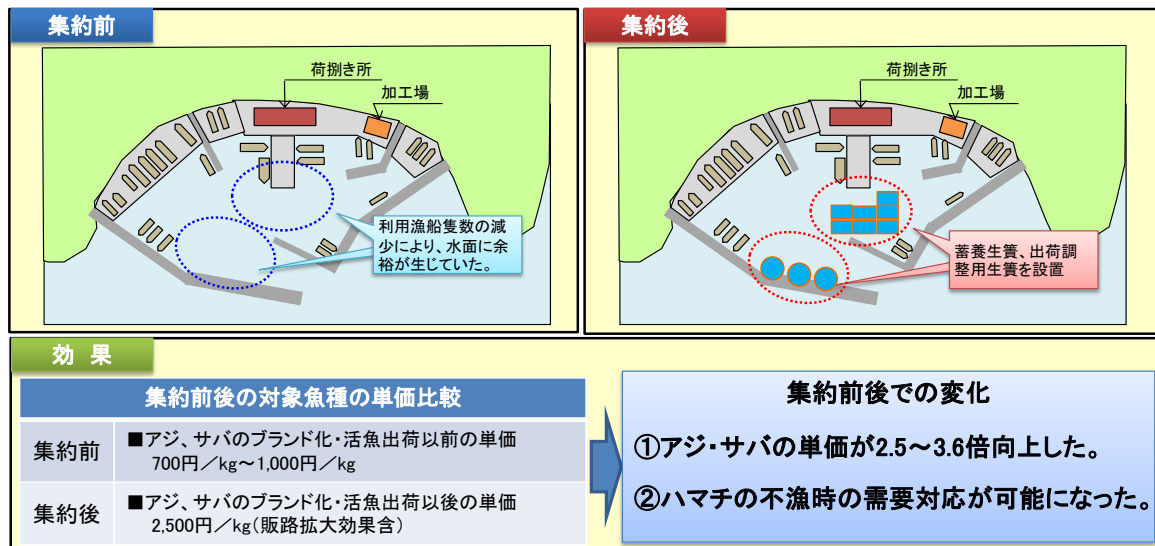 集約前
荷捌き所
加工場
利用漁船隻数の減
少により、水面に余
裕が生じていた。
集約後
荷捌き所
加工場
蓄養生簀、出荷調
整用生簀を設置
効 果
集約前後の対象魚種の単価比較
集約前
■アジ、サバのブランド化・活魚出荷以前の単価
700円／kg～1,000円／kg
集約後
■アジ、サバのブランド化・活魚出荷以後の単価
2,500円／kg(販路拡大効果含)
集約前後での変化
①アジ・サバの単価が2.5～3.6倍向上した。
②ハマチの不漁時の需要対応が可能になった。